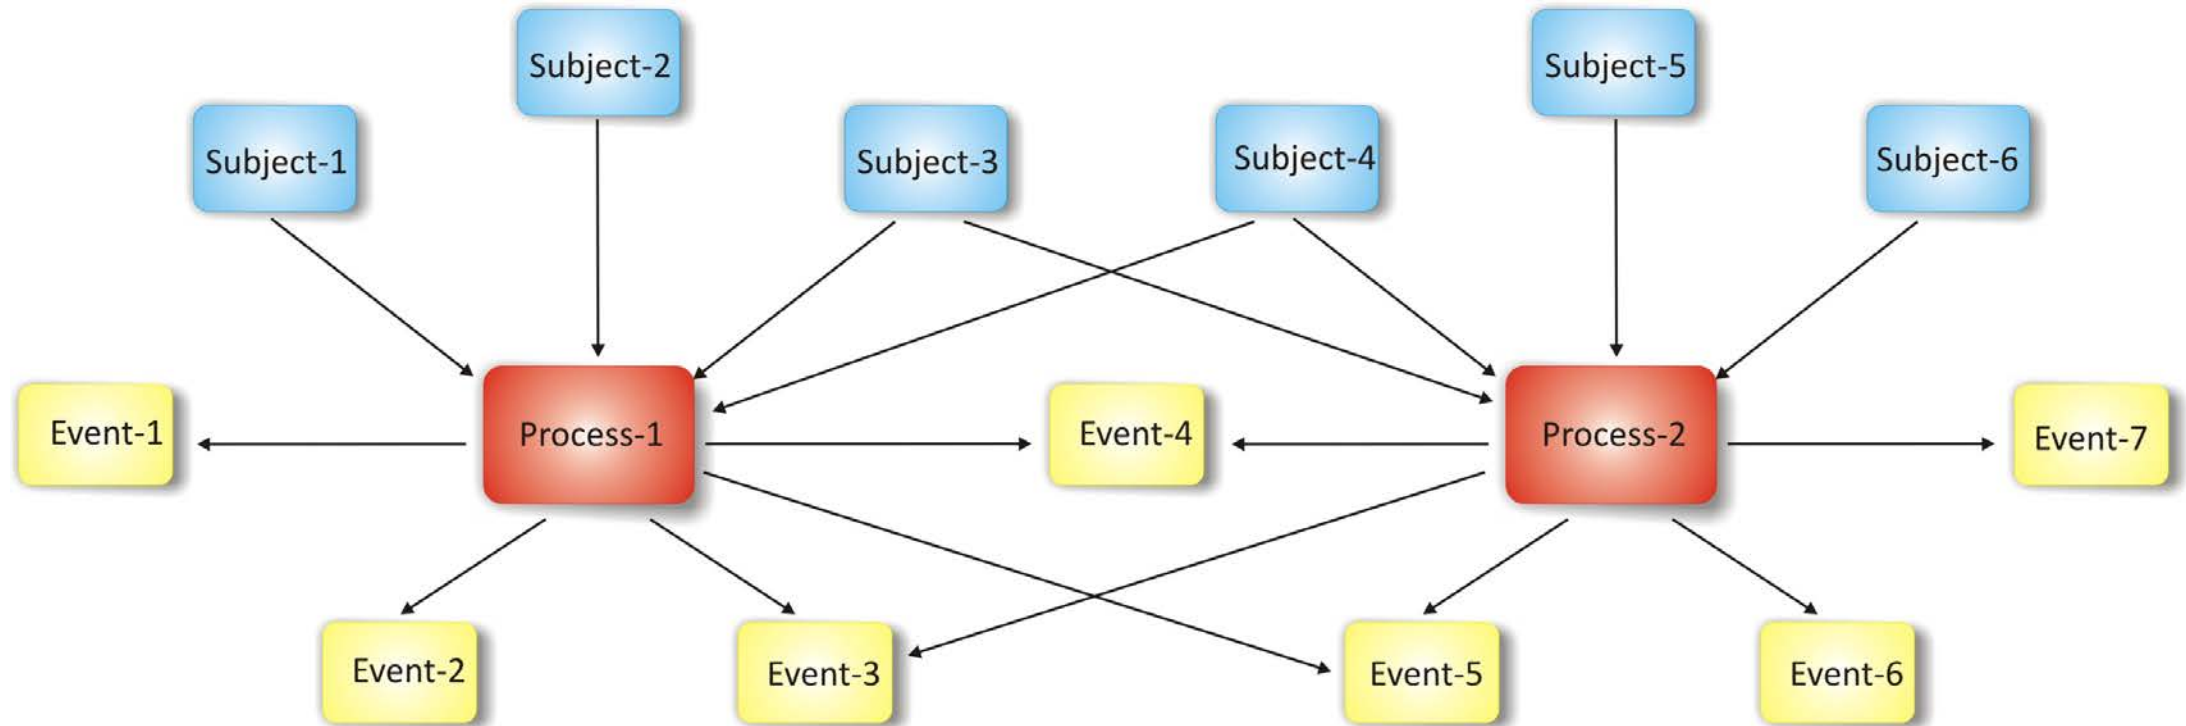 Subject-2
Subject-5
Subject-1
Subject-3
Subject-4
Subject-6
Event-1
Process-1
Event-4
Process-2
Event-7
Event-2
Event-3
Event-5
Event-6